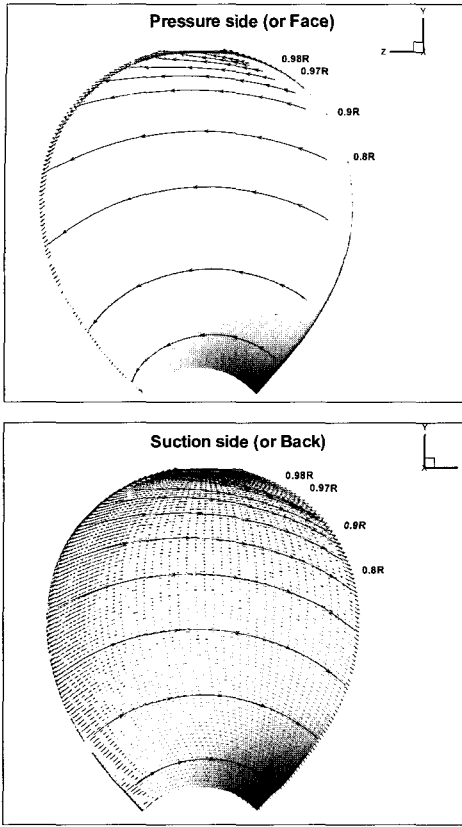 Pressure side (or Face)
Y
Z
X
0.98R
0.97R
0.9R
0.8R
Suction side (or Back)
Y
X
0.98R
0.97R
0.9R
0.8R